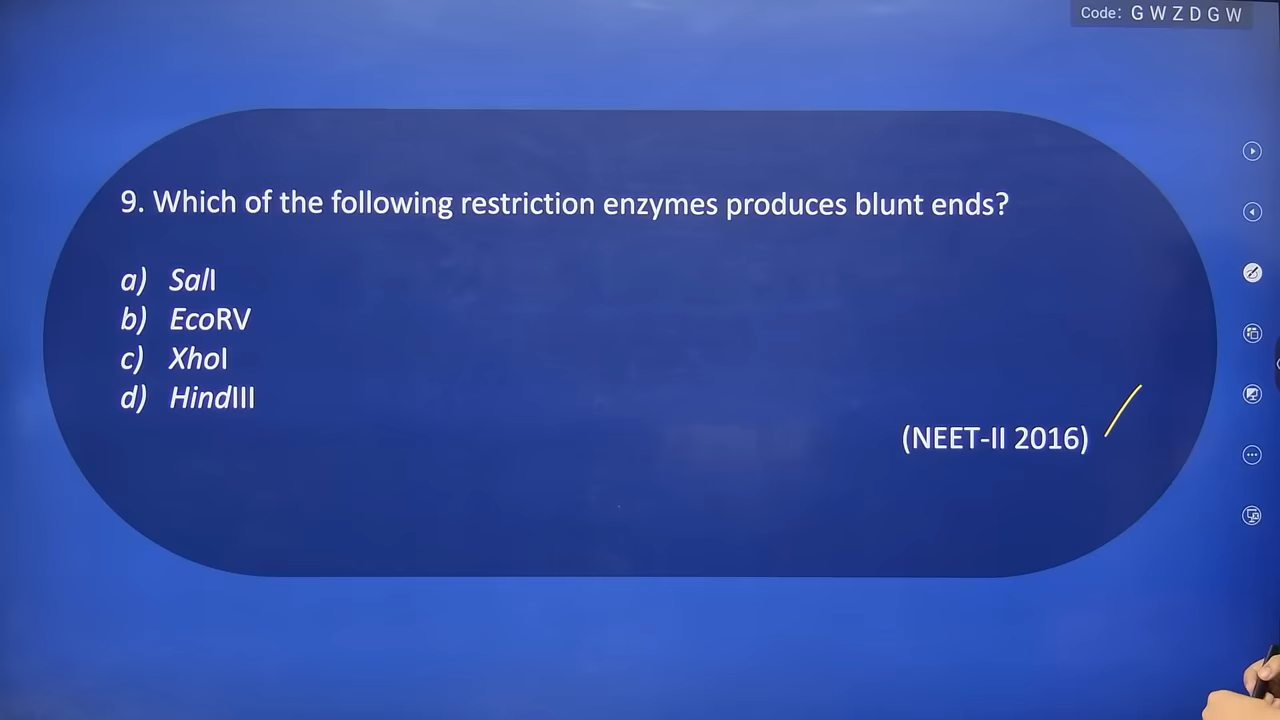 Code: G W Z D G W
9. Which of the following restriction enzymes produces blunt ends?
a) SalI
b) EcoRV
c) XhoI
d) HindIII
(NEET-II 2016)